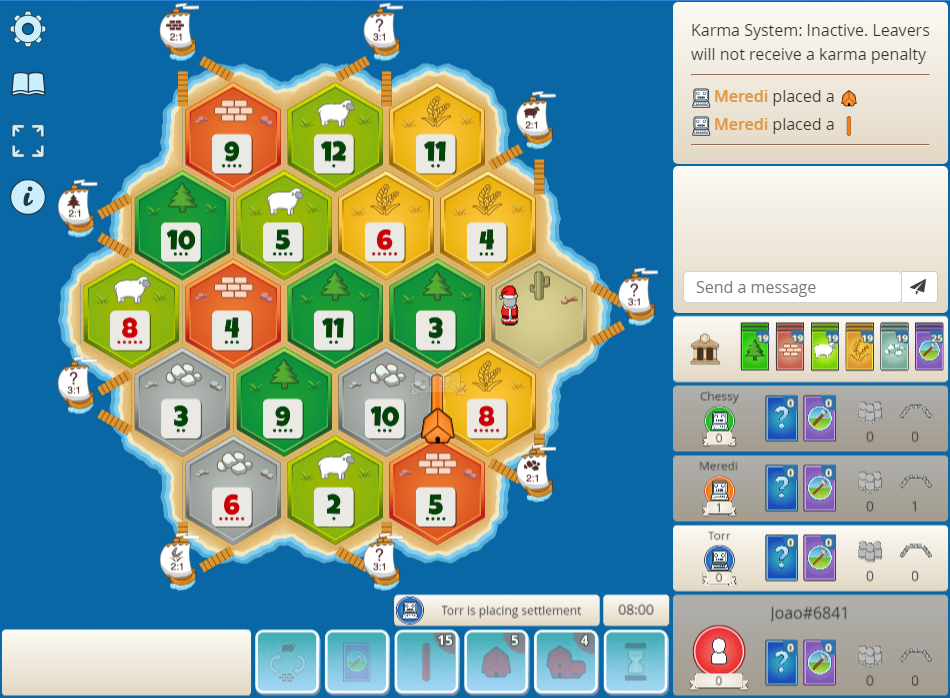 2:1
?
3:1
Karma System: Inactive. Leavers
will not receive a karma penalty
Meredi placed a
Meredi placed a
2:1
9
12
11
i
2:1
10
5
6
4
Send a message
?
3:1
8
4
11
3
19 19 19 19 19 25
?
3:1
3
9
10
8
Chessy
0
? 0 0
0 0
2:1
6
2
5
Meredi
1
? 0 0
0 1
2:1
?
3:1
Torr
0
? 0 0
0 0
Torr is placing settlement
08:00
15 5 4
Joao#6841
0
? 0 0
0 0